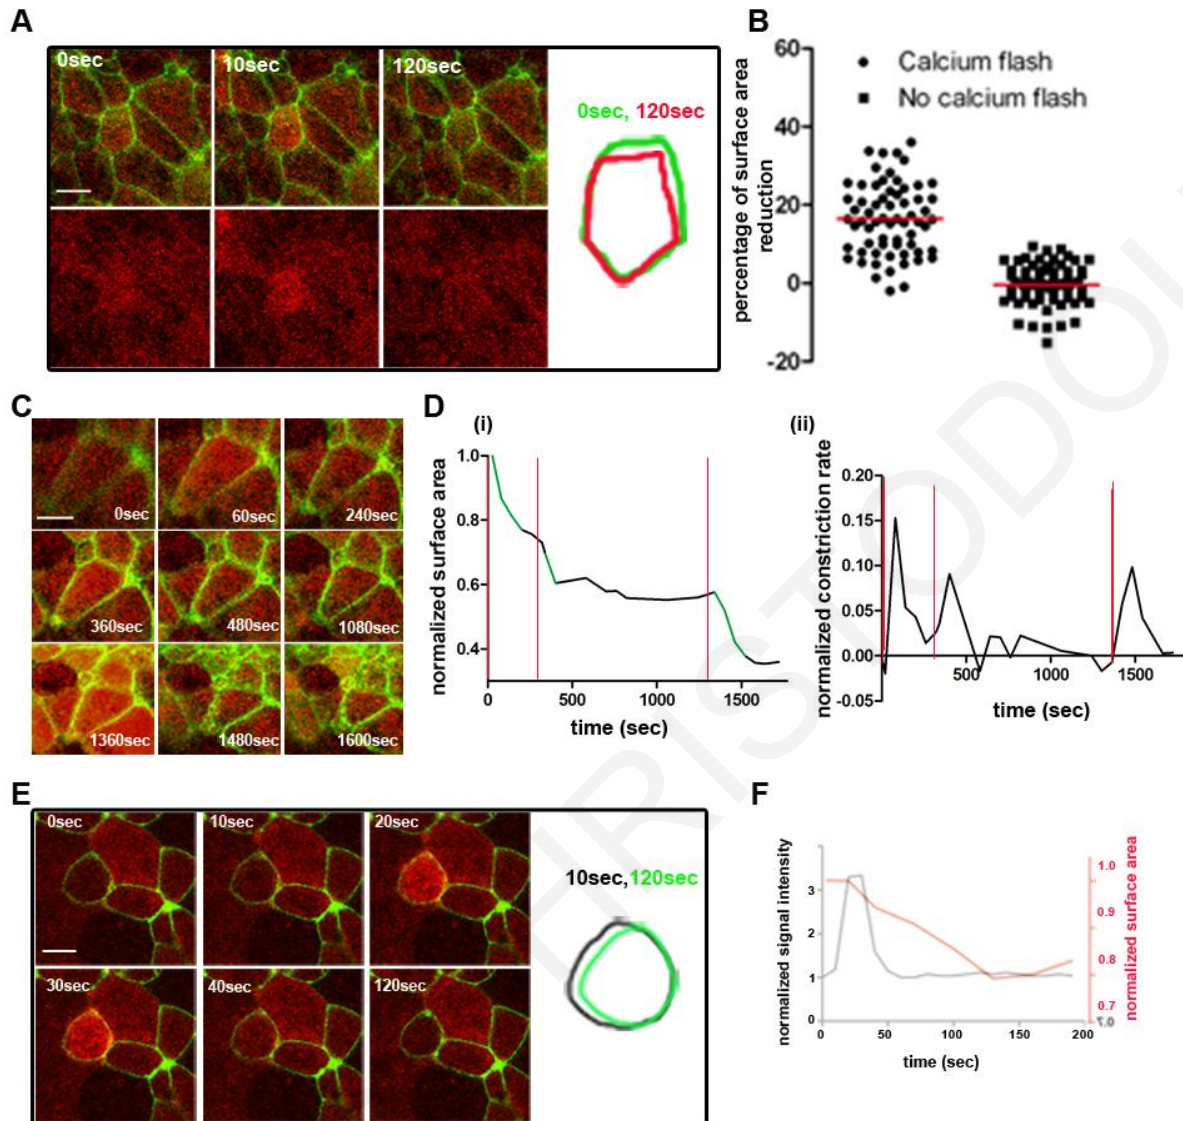 A
0sec
10sec
120sec
0sec, 120sec
B
60
40
20
0
-20
percentage of surface area
reduction
Calcium flash
No calcium flash
C
0sec
60sec
240sec
360sec
480sec
1080sec
1360sec
1480sec
1600sec
D
(i)
1.0
0.8
0.6
0.4
normalized surface area
0
500
1000
1500
time (sec)
(ii)
0.20
0.15
0.10
0.05
0.00
-0.05
normalized constriction rate
500
1000
1500
time (sec)
E
0sec
10sec
20sec
30sec
40sec
120sec
10sec,120sec
F
3
2
1
0
normalized signal intensity
0
50
100
150
200
time (sec)
1.0
0.9
0.8
0.7
normalized surface area
HRISTODOU